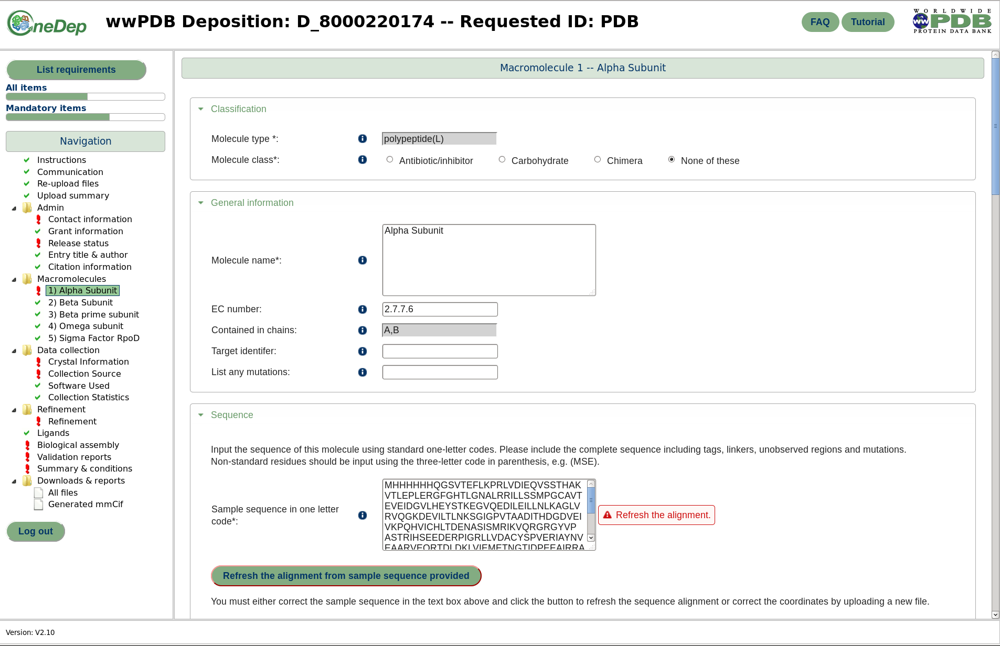 OneDep
wwPDB Deposition: D_8000220174 -- Requested ID: PDB
FAQ
Tutorial
WORLDWIDE
wwPDB
PROTEIN DATA BANK
List requirements
All items
Mandatory items
Navigation
Instructions
Communication
Re-upload files
Upload summary
Admin
Contact information
Grant information
Release status
Entry title & author
Citation information
Macromolecules
1) Alpha Subunit
2) Beta Subunit
3) Beta prime subunit
4) Omega subunit
5) Sigma Factor RpoD
Data collection
Crystal Information
Collection Source
Software Used
Collection Statistics
Refinement
Refinement
Ligands
Biological assembly
Validation reports
Summary & conditions
Downloads & reports
All files
Generated mmCif
Log out
Macromolecule 1 -- Alpha Subunit
Classification
Molecule type *:
polypeptide(L)
Molecule class*:
Antibiotic/inhibitor
Carbohydrate
Chimera
None of these
General information
Molecule name*:
Alpha Subunit
EC number:
2.7.7.6
Contained in chains:
A,B
Target identifer:
List any mutations:
Sequence
Input the sequence of this molecule using standard one-letter codes. Please include the complete sequence including tags, linkers, unobserved regions and mutations.
Non-standard residues should be input using the three-letter code in parenthesis, e.g. (MSE).
Sample sequence in one letter
code*:
MHHHHHHQGSVTEFLKPRLVDIEQVSSTHAK
VTLEPLERGFGHTLGNALRRILLSSMPGCAVT
EVEIDGVLHEYSTKEGVQEDILEILLNLKAGLV
RVQGKDEVILTLNKSGIGPVTAADITHDGDVEI
VKPQHVICHLTDENASISMRIKVQRGRGYVP
ASTRIHSEEDERPIGRLLVDACYSPVERIAYNV
EAARVEQRTDLDKLVIEMETNGTIDPEEAIRRA
Refresh the alignment.
Refresh the alignment from sample sequence provided
You must either correct the sample sequence in the text box above and click the button to refresh the sequence alignment or correct the coordinates by uploading a new file.
Version: V2.10